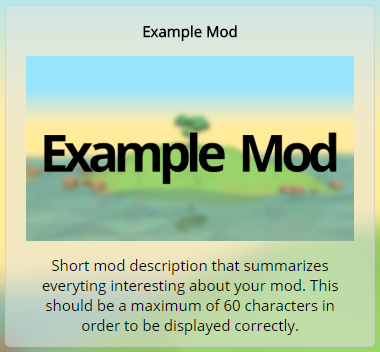 Example Mod
Example Mod
Short mod description that summarizes
everyting interesting about your mod. This
should be a maximum of 60 characters in
order to be displayed correctly.